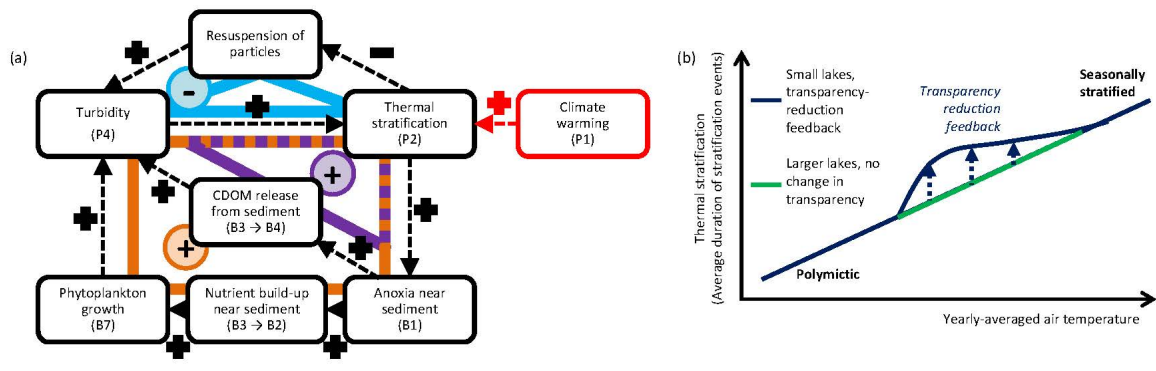 (a)
Resuspension of
particles
+
−
-
+
Turbidity
(P4)
Thermal
stratification
(P2)
+
Climate
warming
(P1)
+
CDOM release
from sediment
(B3 → B4)
+
+
+
+
+
Phytoplankton
growth
(B7)
Nutrient build-up
near sediment
(B3 → B2)
Anoxia near
sediment
(B1)
+
+
(b)
Thermal stratification
(Average duration of stratification events)
Small lakes,
transparency-
reduction
feedback
Larger lakes, no
change in
transparency
Transparency
reduction
feedback
Seasonally
stratified
Polymictic
Yearly-averaged air temperature